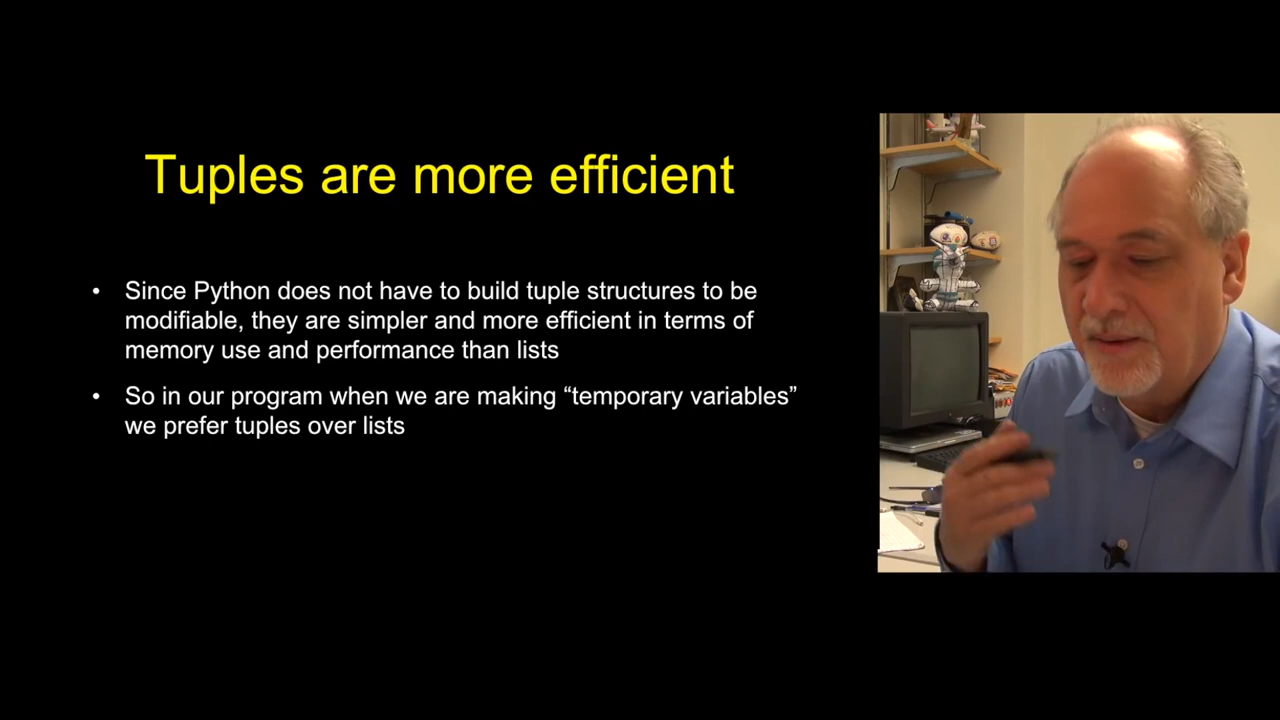 Tuples are more efficient
• Since Python does not have to build tuple structures to be
modifiable, they are simpler and more efficient in terms of
memory use and performance than lists
• So in our program when we are making “temporary variables”
we prefer tuples over lists